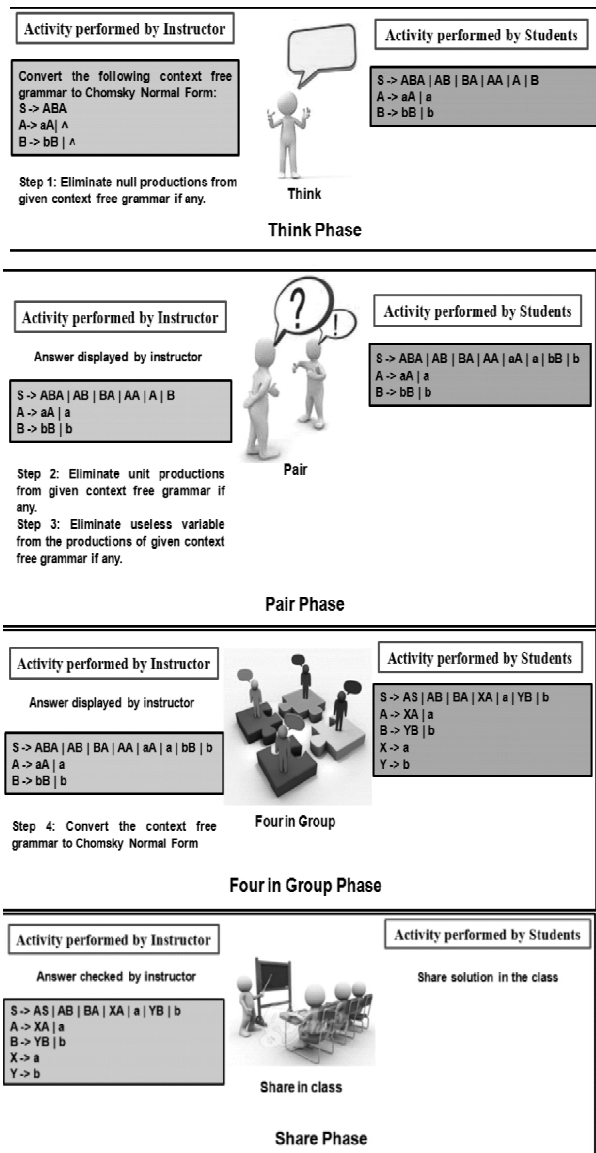 Activity performed by Instructor
Convert the following context free
grammar to Chomsky Normal Form:
S -> ABA
A-> aA| ^
B -> bB | ^
Step 1: Eliminate null productions from
given context free grammar if any.
Think
Activity performed by Students
S -> ABA | AB | BA | AA | A | B
A -> aA | a
B -> bB | b
Think Phase
Activity performed by Instructor
Answer displayed by instructor
S -> ABA | AB | BA | AA | A | B
A -> aA | a
B -> bB | b
Step 2: Eliminate unit productions
from given context free grammar if
any.
Step 3: Eliminate useless variable
from the productions of given context
free grammar if any.
? !
Pair
Activity performed by Students
S -> ABA | AB | BA | AA | aA | a | bB | b
A -> aA | a
B -> bB | b
Pair Phase
Activity performed by Instructor
Answer displayed by instructor
S -> ABA | AB | BA | AA | aA | a | bB | b
A -> aA | a
B -> bB | b
Step 4: Convert the context free
grammar to Chomsky Normal Form
Four in Group
Activity performed by Students
S -> AS | AB | BA | XA | a | YB | b
A -> XA | a
B -> YB | b
X -> a
Y -> b
Four in Group Phase
Activity performed by Instructor
Answer checked by instructor
S -> AS | AB | BA | XA | a | YB | b
A -> XA | a
B -> YB | b
X -> a
Y -> b
Share in class
Activity performed by Students
Share solution in the class
Share Phase